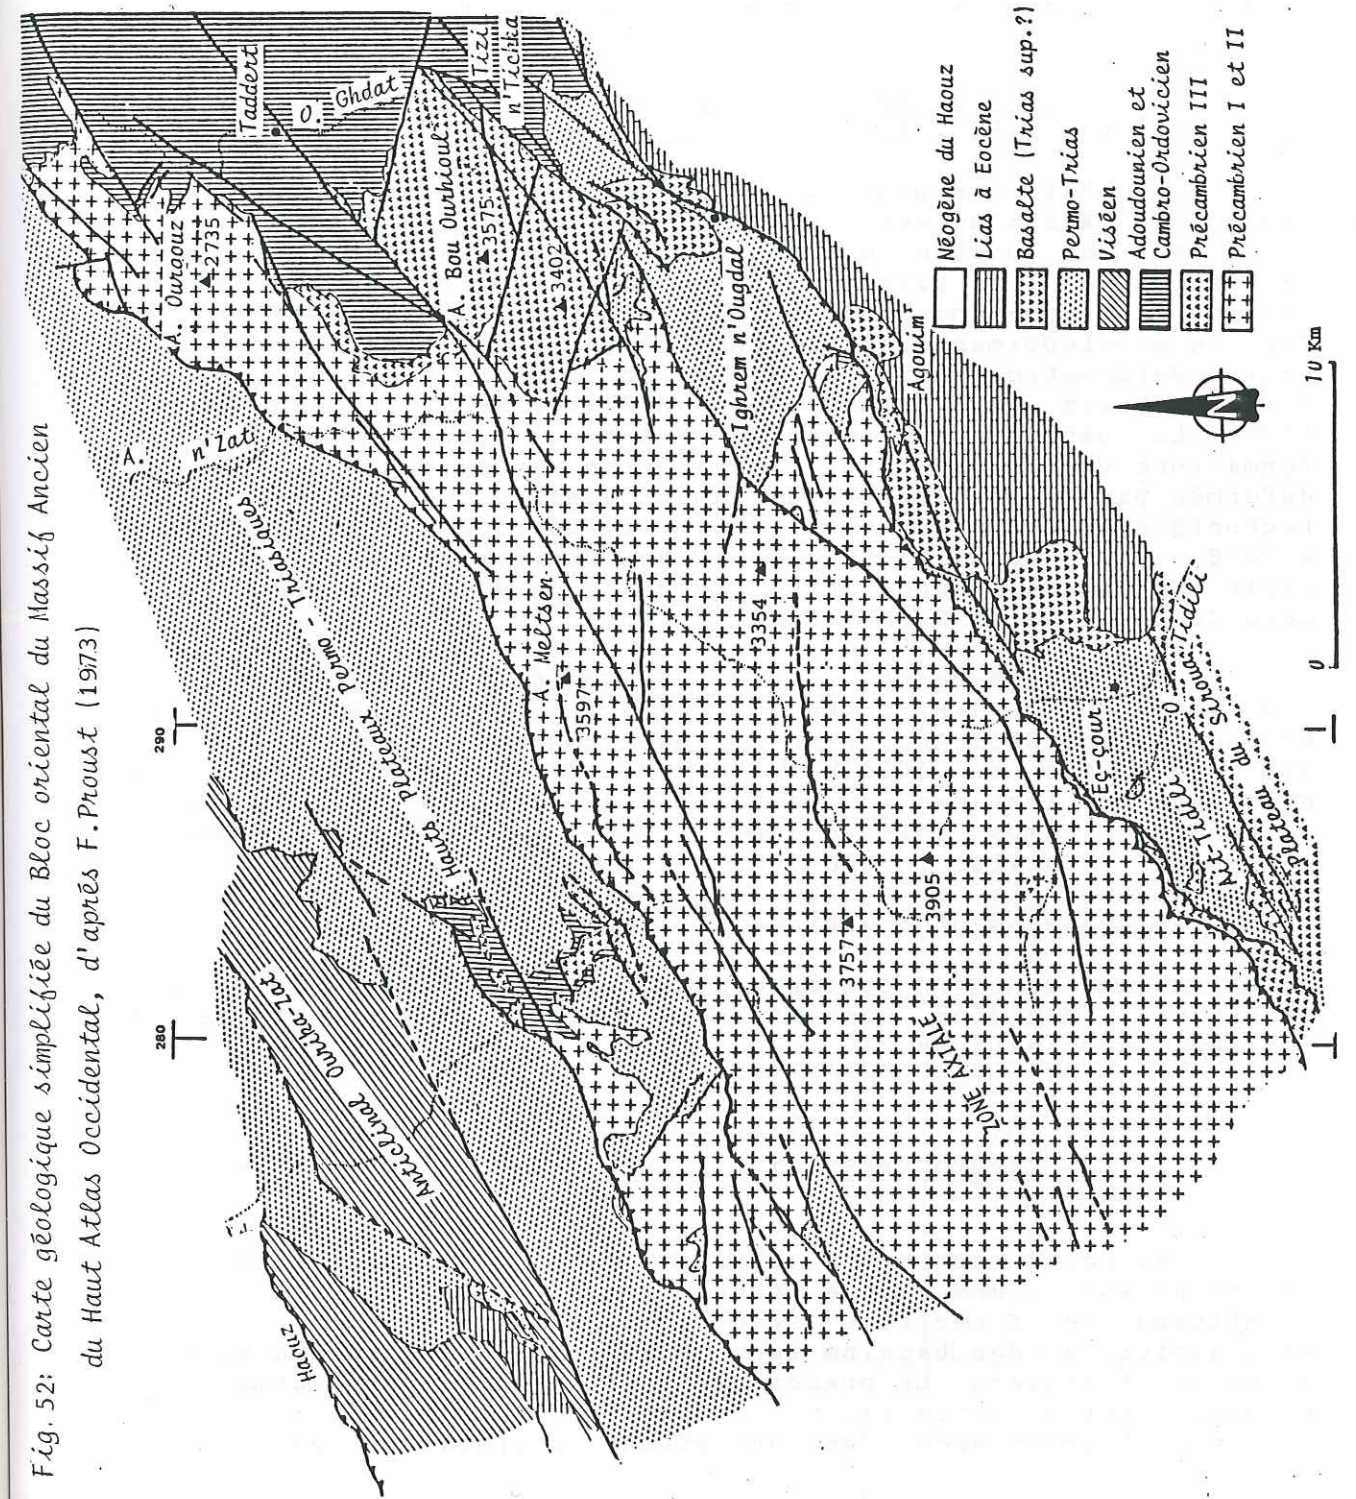 Fig. 52: Carte géologique simplifiée du Bloc oriental du Massif Ancien
du Haut Atlas Occidental, d'aprés F. Proust (1973)
280
290
Haouz
Anticlinal Ourika-Zat
Hauts Plateaux Permo-Triasiques
A. n'Zat
A. Ouroouz
2735
Taddert
O. Ghdat
Tizi
n'Tichka
A. Bou Ourhioul
3575
3402
A. Meltsen
3597
3354
Ighrem n'Ougdal
Agouim
3757
3905
ZONE AXIALE
Eç-çour
Aït-Tidili
Plateau du Siroua-Tidili
Néogène du Haouz
Lias à Eocène
Basalte (Trias sup.?)
Permo-Trias
Viséen
Adoudounien et
Cambro-Ordovicien
Précambrien III
Précambrien I et II
N
0
10 Km